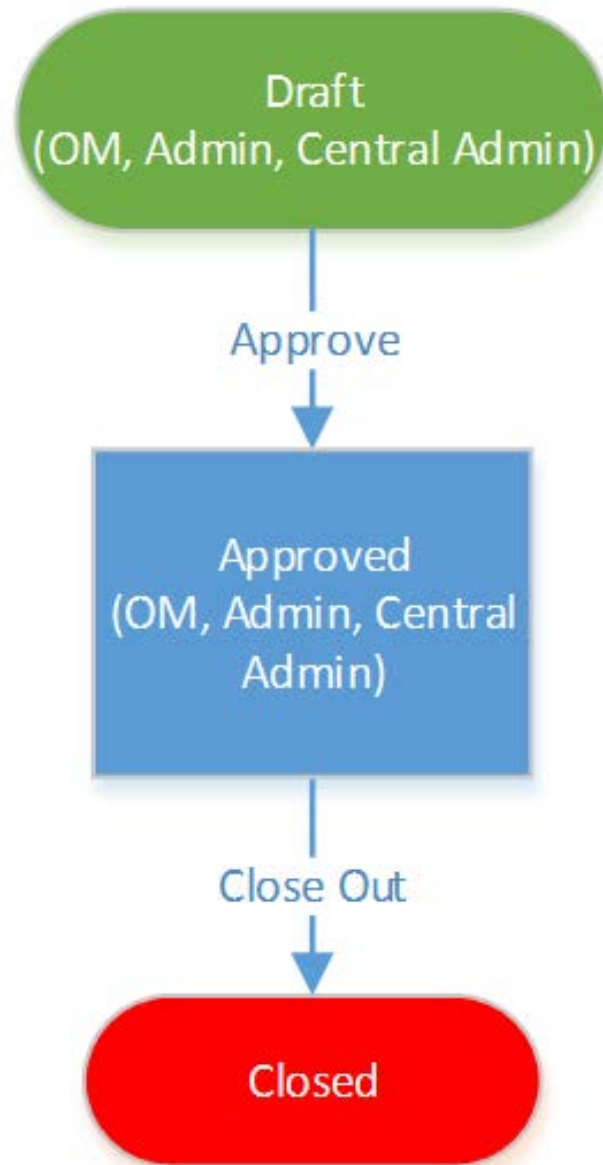 Draft
(OM, Admin, Central Admin)
Approve
Approved
(OM, Admin, Central
Admin)
Close Out
Closed